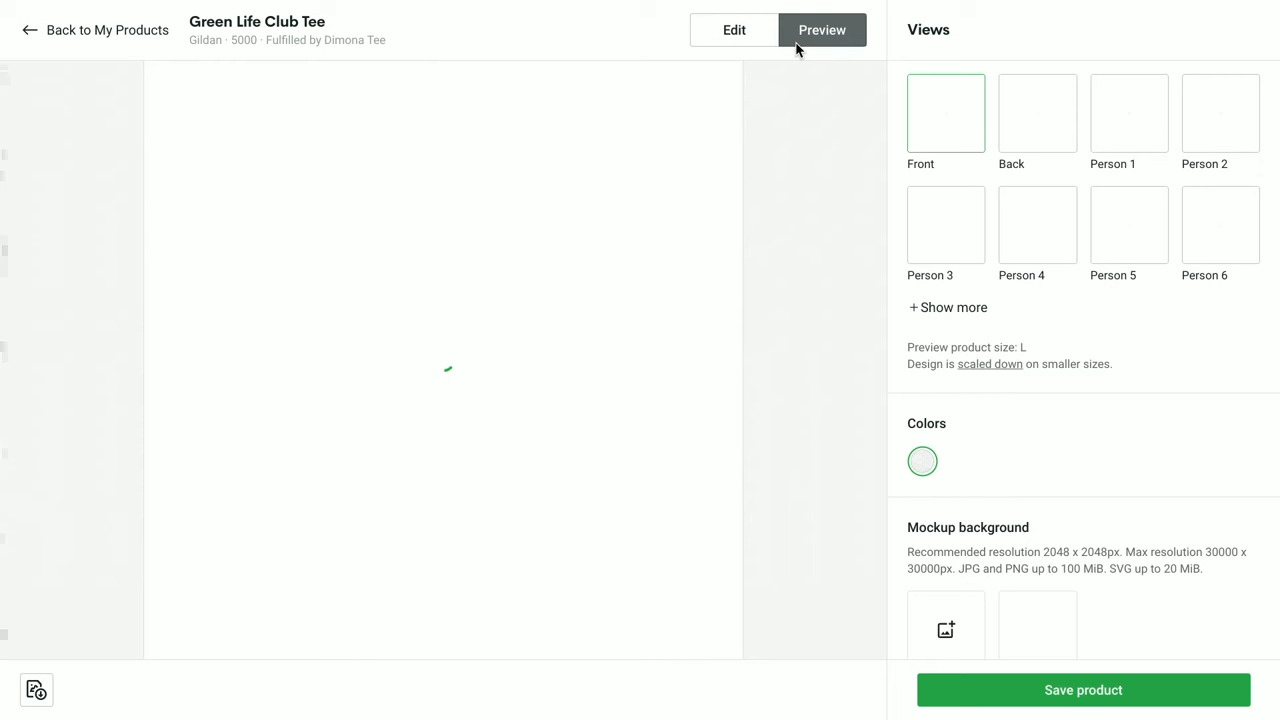 Back to My Products
Green Life Club Tee
Gildan · 5000 · Fulfilled by Dimona Tee
Edit
Preview
Views
Front
Back
Person 1
Person 2
Person 3
Person 4
Person 5
Person 6
+ Show more
Preview product size: L
Design is scaled down on smaller sizes.
Colors
Mockup background
Recommended resolution 2048 x 2048px. Max resolution 30000 x
30000px. JPG and PNG up to 100 MiB. SVG up to 20 MiB.
Save product